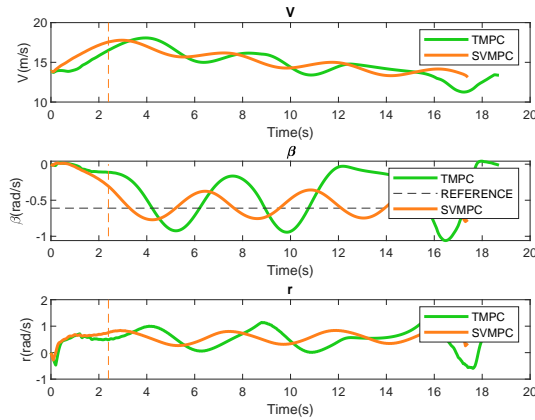 V
20
15
10
V(m/s)
TMPC
SVMPC
0 2 4 6 8 10 12 14 16 18 20
Time(s)
β
0
-0.5
-1
β(rad/s)
TMPC
REFERENCE
SVMPC
0 2 4 6 8 10 12 14 16 18 20
Time(s)
r
2
1
0
-1
r(rad/s)
TMPC
SVMPC
0 2 4 6 8 10 12 14 16 18 20
Time(s)